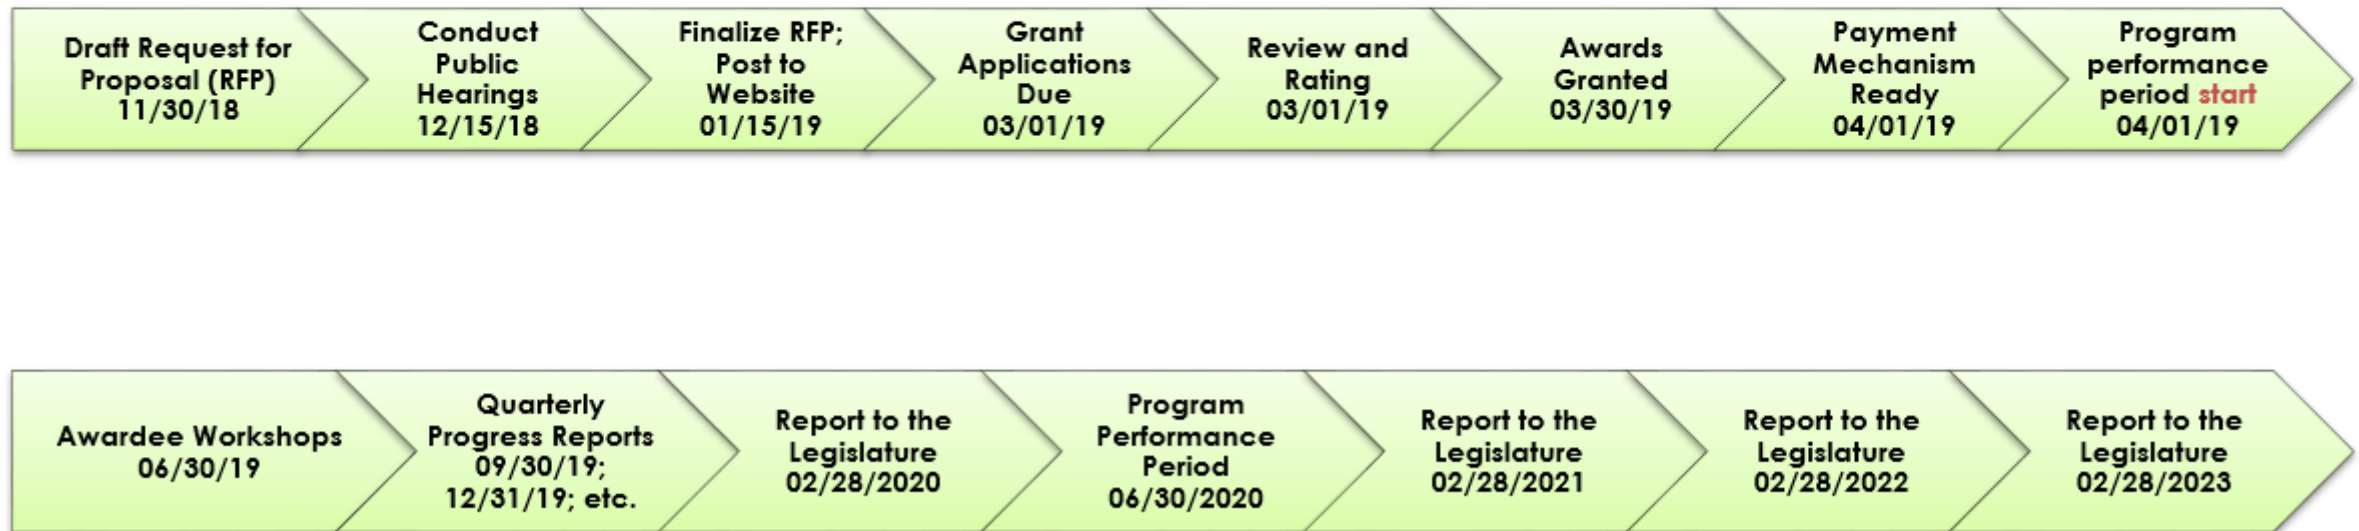 Draft Request for
Proposal (RFP)
11/30/18
Conduct
Public
Hearings
12/15/18
Finalize RFP;
Post to
Website
01/15/19
Grant
Applications
Due
03/01/19
Review and
Rating
03/01/19
Awards
Granted
03/30/19
Payment
Mechanism
Ready
04/01/19
Program
performance
period start
04/01/19
Awardee Workshops
06/30/19
Quarterly
Progress Reports
09/30/19;
12/31/19; etc.
Report to the
Legislature
02/28/2020
Program
Performance
Period
06/30/2020
Report to the
Legislature
02/28/2021
Report to the
Legislature
02/28/2022
Report to the
Legislature
02/28/2023